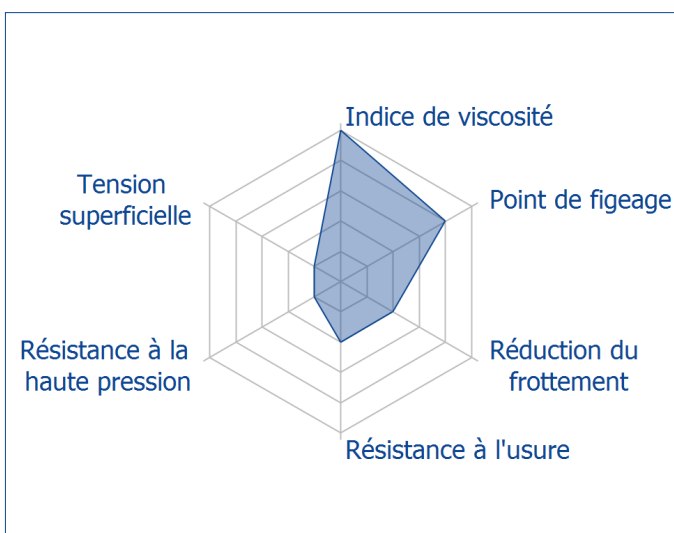 Indice de viscosité
Tension
superficielle
Point de figeage
Résistance à la
haute pression
Réduction du
frottement
Résistance à l'usure